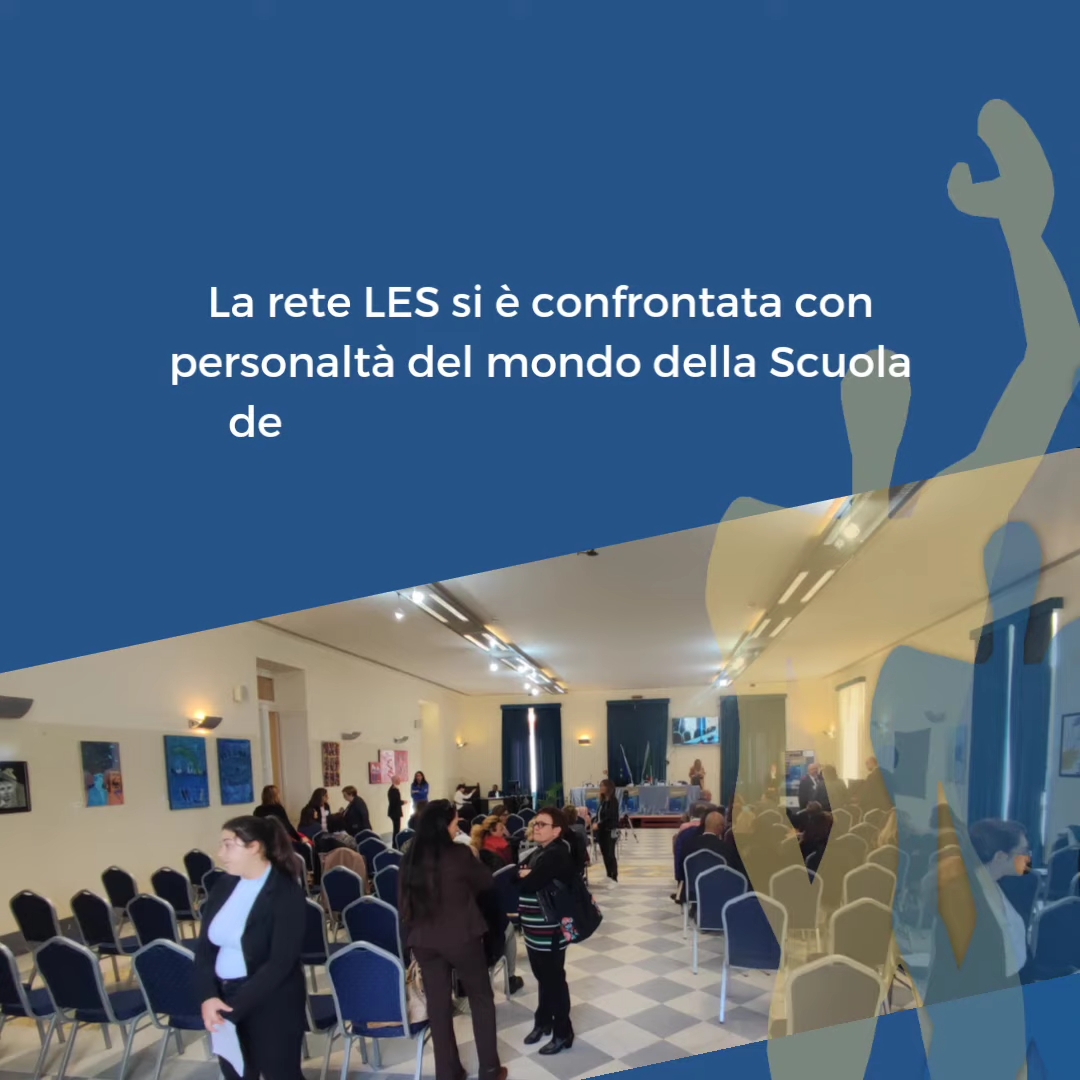 La rete LES si è confrontata con
personaltà del mondo della Scuola
de